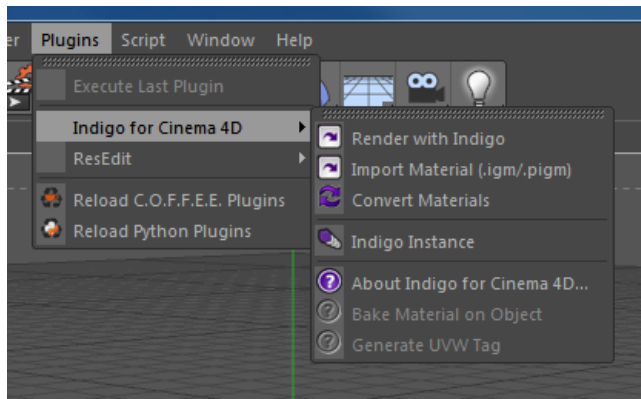 er Plugins Script Window Help
Execute Last Plugin
Indigo for Cinema 4D
ResEdit
Reload C.O.F.F.E.E. Plugins
Reload Python Plugins
Render with Indigo
Import Material (.igm/.pigm)
Convert Materials
Indigo Instance
About Indigo for Cinema 4D...
Bake Material on Object
Generate UVW Tag